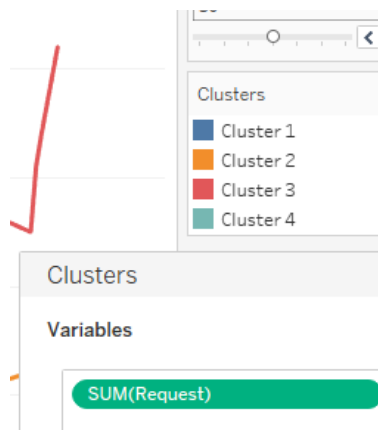 Clusters
Cluster 1
Cluster 2
Cluster 3
Cluster 4
Clusters
Variables
SUM(Request)